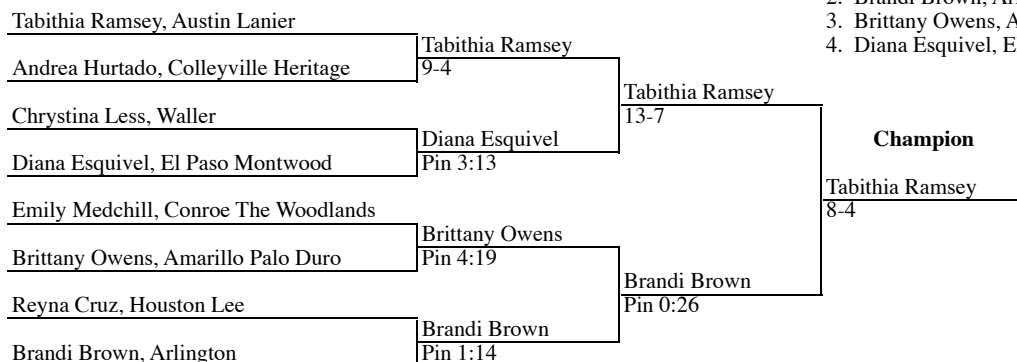 2. Brandi Brown,
3. Brittany Owens,
4. Diana Esquivel,
Tabithia Ramsey, Austin Lanier
Tabithia Ramsey
9-4
Andrea Hurtado, Colleyville Heritage
Tabithia Ramsey
13-7
Chrystina Less, Waller
Diana Esquivel
Pin 3:13
Diana Esquivel, El Paso Montwood
Champion
Tabithia Ramsey
8-4
Emily Medchill, Conroe The Woodlands
Brittany Owens
Pin 4:19
Brittany Owens, Amarillo Palo Duro
Brandi Brown
Pin 0:26
Reyna Cruz, Houston Lee
Brandi Brown
Pin 1:14
Brandi Brown, Arlington